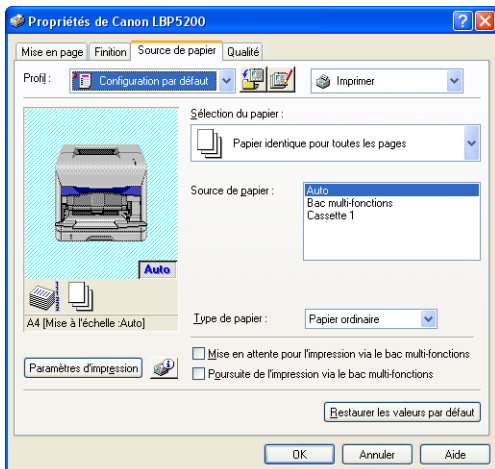 Propriétés de Canon LBP5200
Mise en page Finition Source de papier Qualité
Profil : Configuration par défaut Imprimer
Sélection du papier :
Papier identique pour toutes les pages
Source de papier : Auto
Bac multi-fonctions
Cassette 1
Auto
A4 [Mise à l'échelle :Auto]
Type de papier : Papier ordinaire
Mise en attente pour l'impression via le bac multi-fonctions
Paramètres d'impression
Poursuite de l'impression via le bac multi-fonctions
Restaurer les valeurs par défaut
OK Annuler Aide